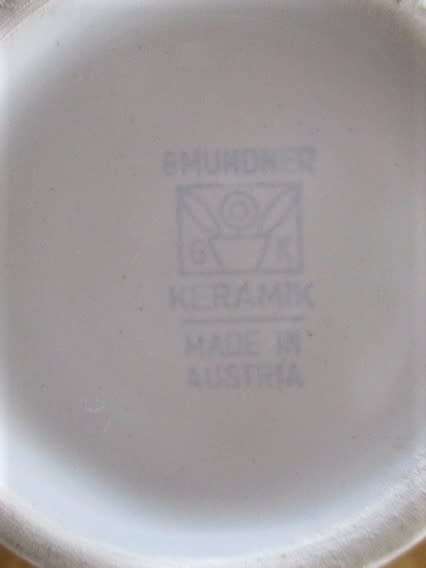 GMUNDNER
G K
KERAMIK
MADE IN
AUSTRIA